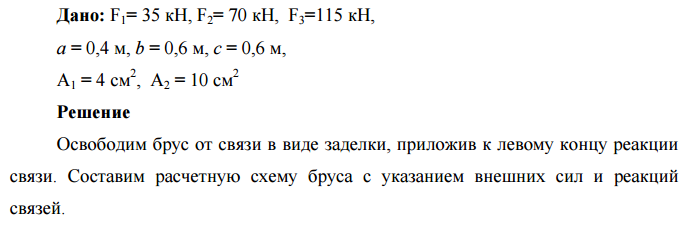 Дано: F₁= 35 кН, F₂= 70 кН, F₃=115 кН,
a = 0,4 м, b = 0,6 м, c = 0,6 м,
A₁ = 4 см², A₂ = 10 см²
Решение
Освободим брус от связи в виде заделки, приложив к левому концу реакции
связи. Составим расчетную схему бруса с указанием внешних сил и реакций
связей.